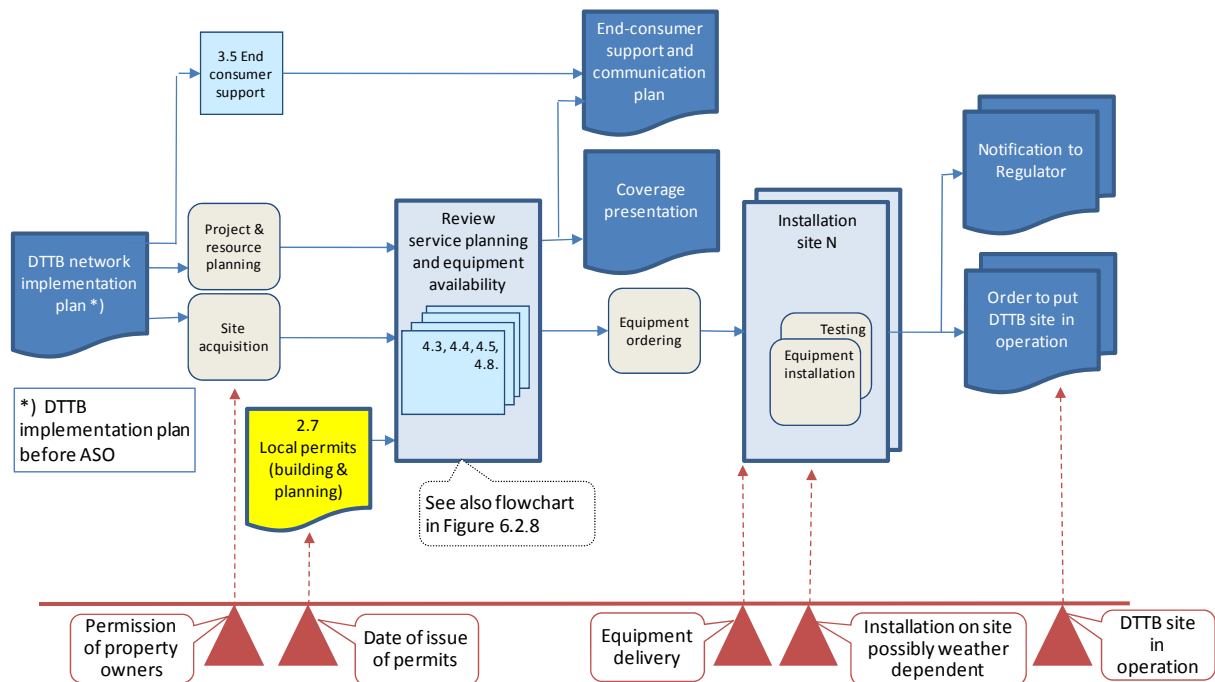 3.5 End
consumer
support
End-consumer
support and
communication
plan
Notification to
Regulator
Coverage
presentation
DTTB network
implementation
plan *)
Project &
resource
planning
Site
acquisition
Review
service planning
and equipment
availability
4.3, 4.4, 4.5,
4.8.
Equipment
ordering
Installation
site N
Testing
Equipment
installation
Order to put
DTTB site in
operation
*) DTTB
implementation plan
before ASO
2.7
Local permits
(building &
planning)
See also flowchart
in Figure 6.2.8
Permission
of property
owners
Date of issue
of permits
Equipment
delivery
Installation on site
possibly weather
dependent
DTTB site
in
operation